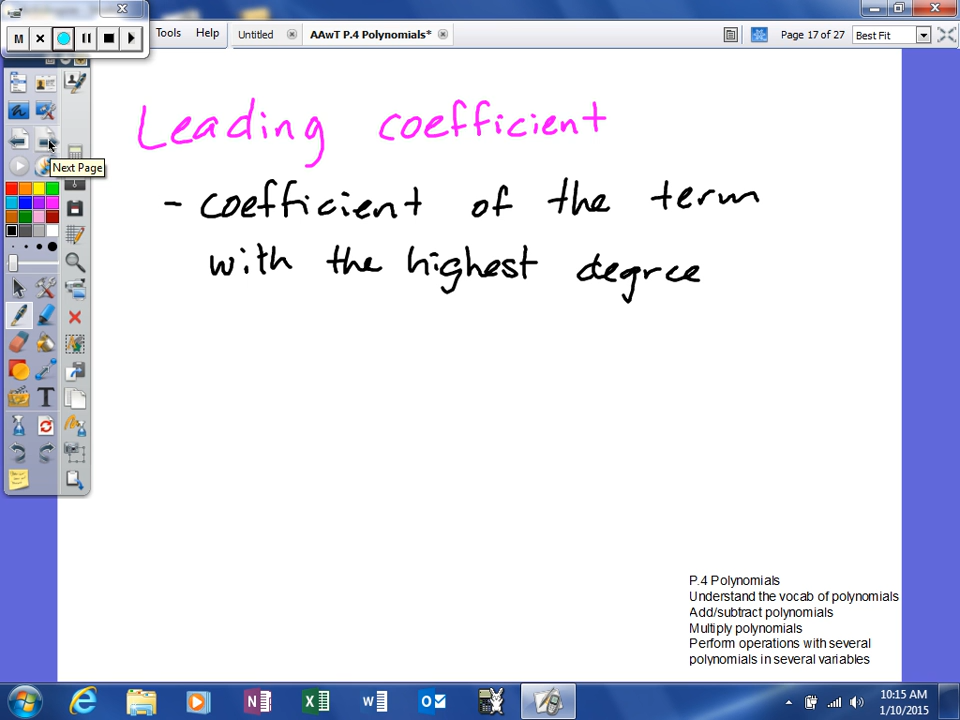 M
Tools Help Untitled AAwT P.4 Polynomials* Page 17 of 27 Best Fit
Leading coefficient
Next Page
- coefficient of the term
with the highest degree
T
P.4 Polynomials
Understand the vocab of polynomials
Add/subtract polynomials
Multiply polynomials
Perform operations with several
polynomials in several variables
10:15 AM
1/10/2015